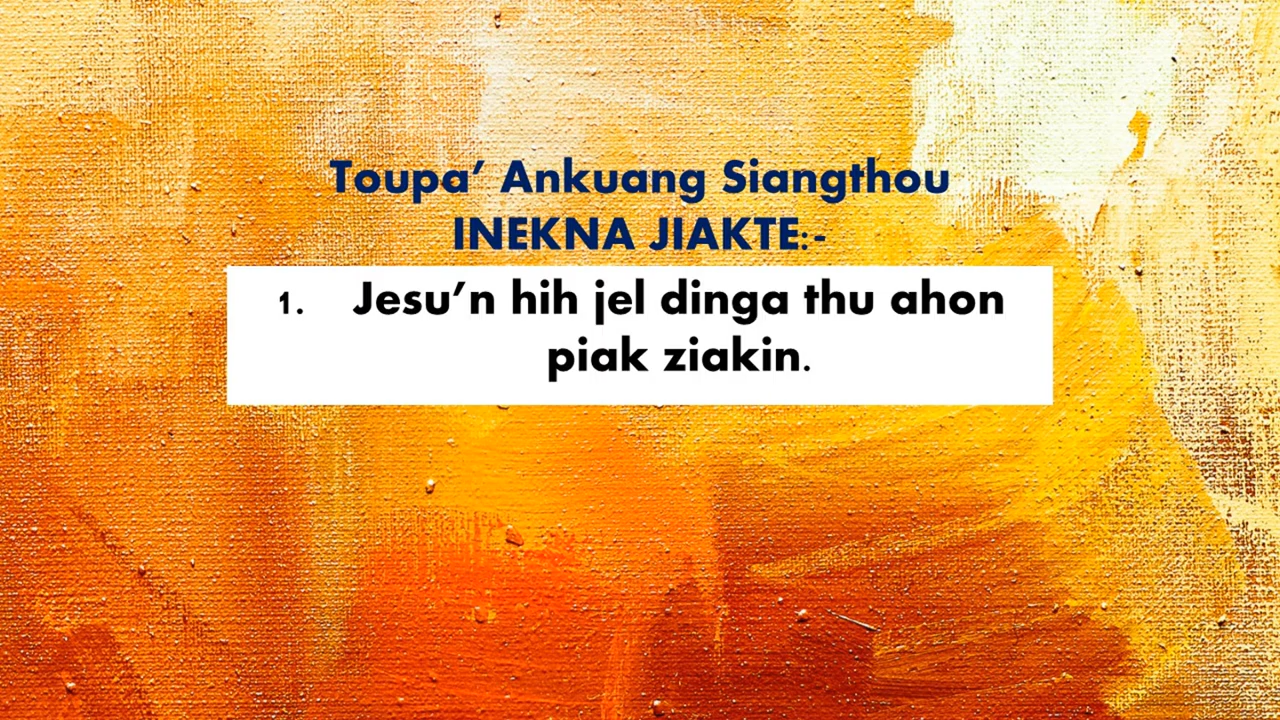 Toupa’ Ankuang Siangthou
INEKNA JIAKTE:-
1. Jesu’n hih jel dinga thu ahon
piak ziakin.